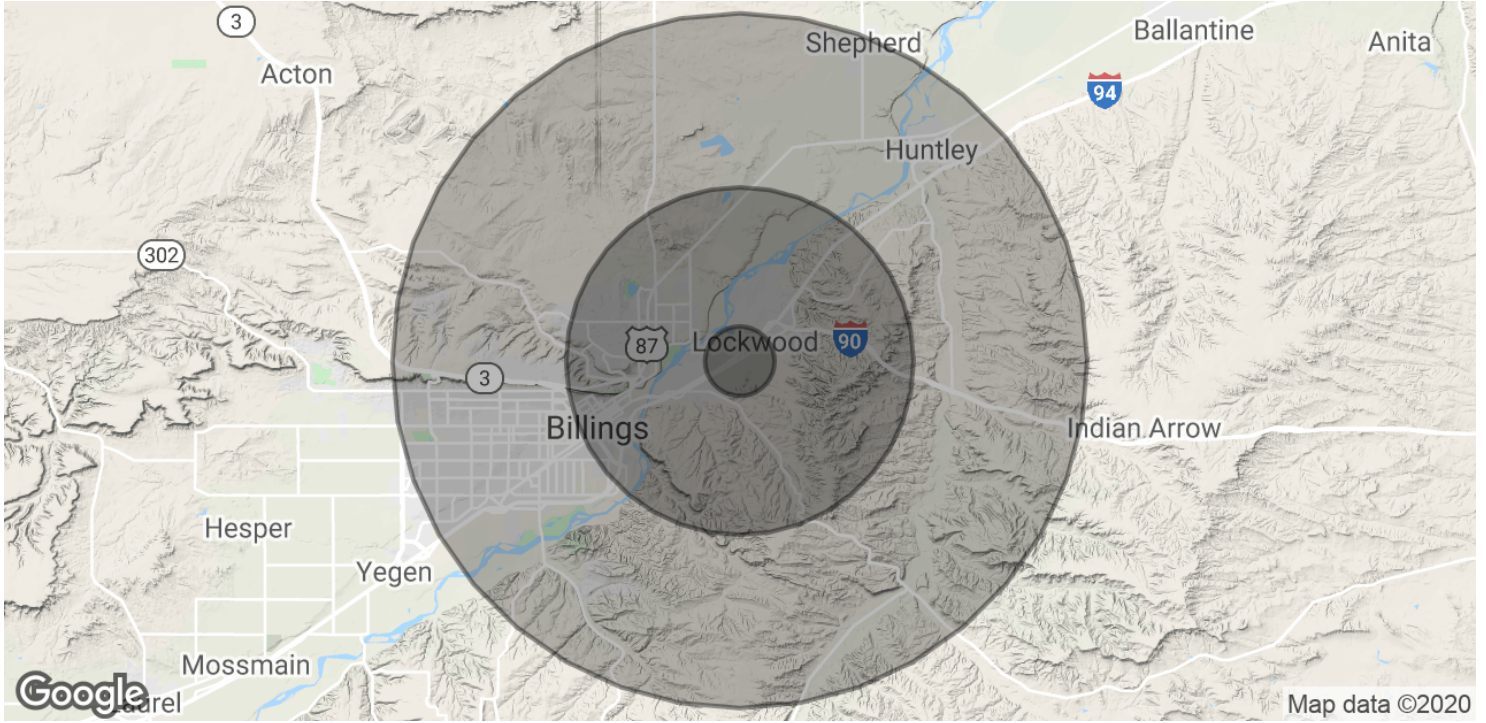 3
Shepherd
Ballantine
Anita
Acton
94
Huntley
302
87
Lockwood
90
3
Billings
Indian Arrow
Hesper
Yegen
Mossmain
Google
Laurel
Map data ©2020